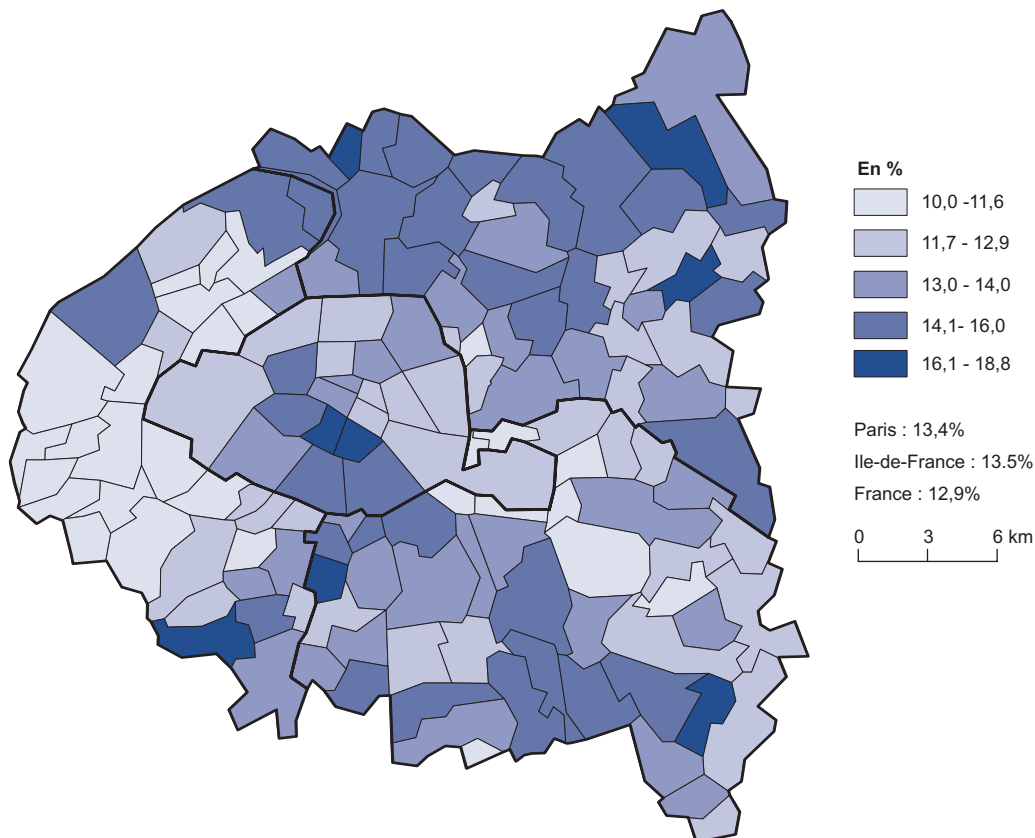 En %
10,0 -11,6
11,7 - 12,9
13,0 - 14,0
14,1- 16,0
16,1 - 18,8
Paris : 13,4%
Ile-de-France : 13.5%
France : 12,9%
0 3 6 km